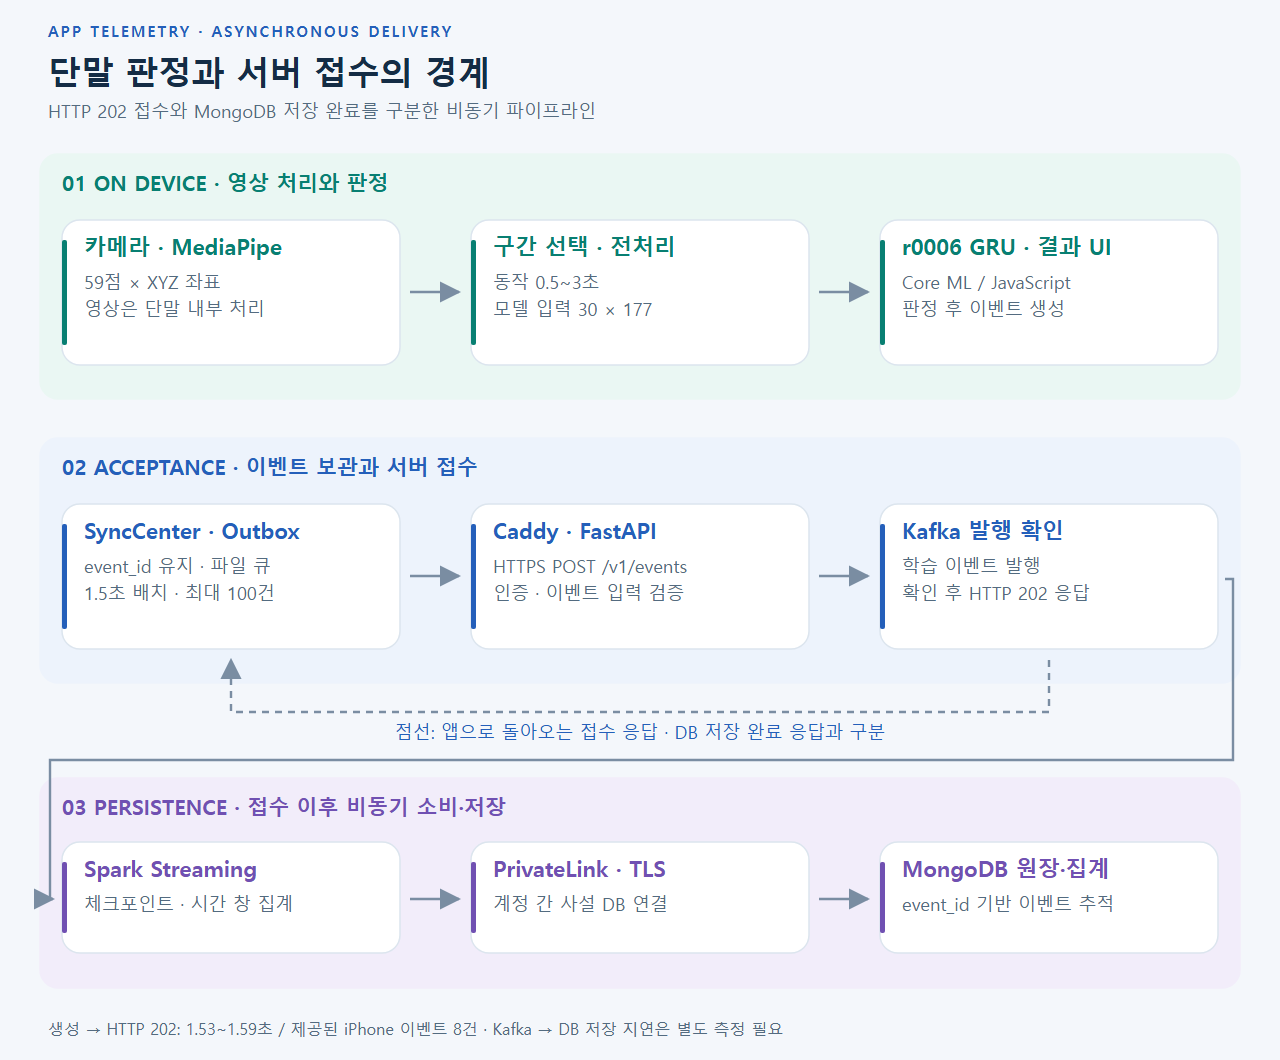 APP TELEMETRY · ASYNCHRONOUS DELIVERY
단말 판정과 서버 접수의 경계
HTTP 202 접수와 MongoDB 저장 완료를 구분한 비동기 파이프라인
01 ON DEVICE · 영상 처리와 판정
카메라 · MediaPipe
59점 × XYZ 좌표
영상은 단말 내부 처리
구간 선택 · 전처리
동작 0.5~3초
모델 입력 30 × 177
r0006 GRU · 결과 UI
Core ML / JavaScript
판정 후 이벤트 생성
02 ACCEPTANCE · 이벤트 보관과 서버 접수
SyncCenter · Outbox
event_id 유지 · 파일 큐
1.5초 배치 · 최대 100건
Caddy · FastAPI
HTTPS POST /v1/events
인증 · 이벤트 입력 검증
Kafka 발행 확인
학습 이벤트 발행
확인 후 HTTP 202 응답
점선: 앱으로 돌아오는 접수 응답 · DB 저장 완료 응답과 구분
03 PERSISTENCE · 접수 이후 비동기 소비·저장
Spark Streaming
체크포인트 · 시간 창 집계
PrivateLink · TLS
계정 간 사설 DB 연결
MongoDB 원장·집계
event_id 기반 이벤트 추적
생성 → HTTP 202: 1.53~1.59초 / 제공된 iPhone 이벤트 8건 · Kafka → DB 저장 지연은 별도 측정 필요